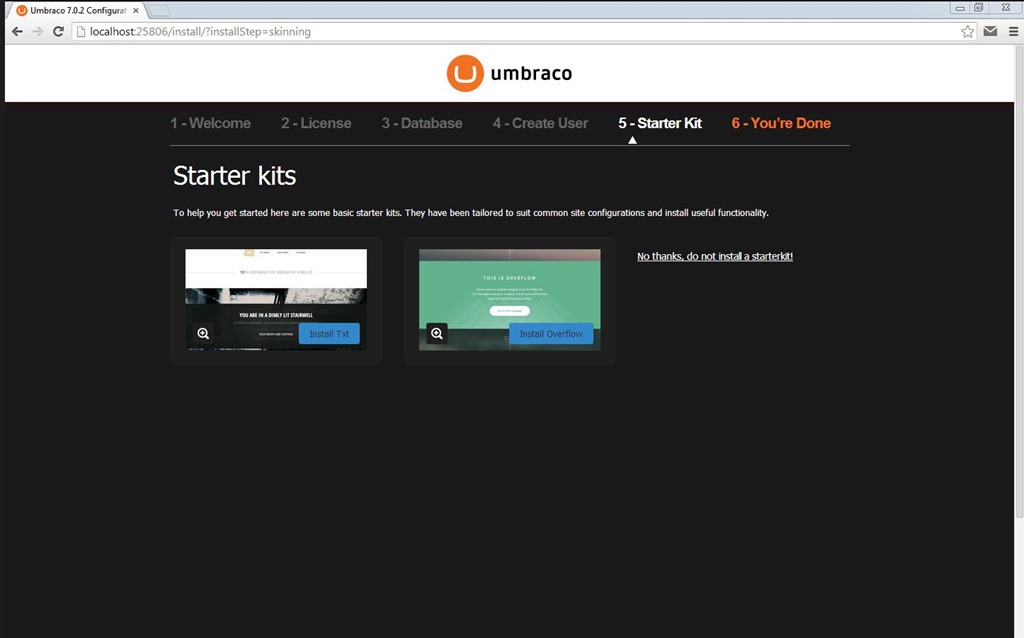 Umbraco 7.0.2 Configurat
localhost:25806/install/?installStep=skinning
umbraco
1 - Welcome 2 - License 3 - Database 4 - Create User 5 - Starter Kit 6 - You're Done
Starter kits
To help you get started here are some basic starter kits. They have been tailored to suit common site configurations and install useful functionality.
No thanks, do not install a starterkit!
YOU ARE IN A DIMLY LIT STAIRWELL
Install Txt
THIS IS OVERFLOW
Install Overflow